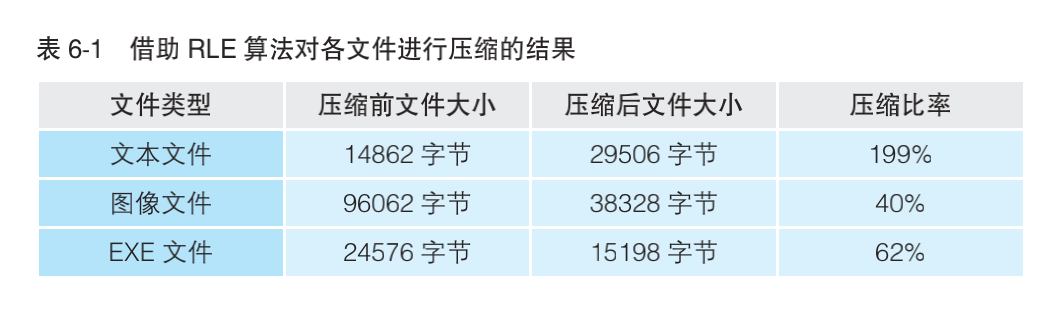 表 6-1 借助 RLE 算法对各文件进行压缩的结果
文件类型 压缩前文件大小 压缩后文件大小 压缩比率
文本文件 14862 字节 29506 字节 199%
图像文件 96062 字节 38328 字节 40%
EXE 文件 24576 字节 15198 字节 62%